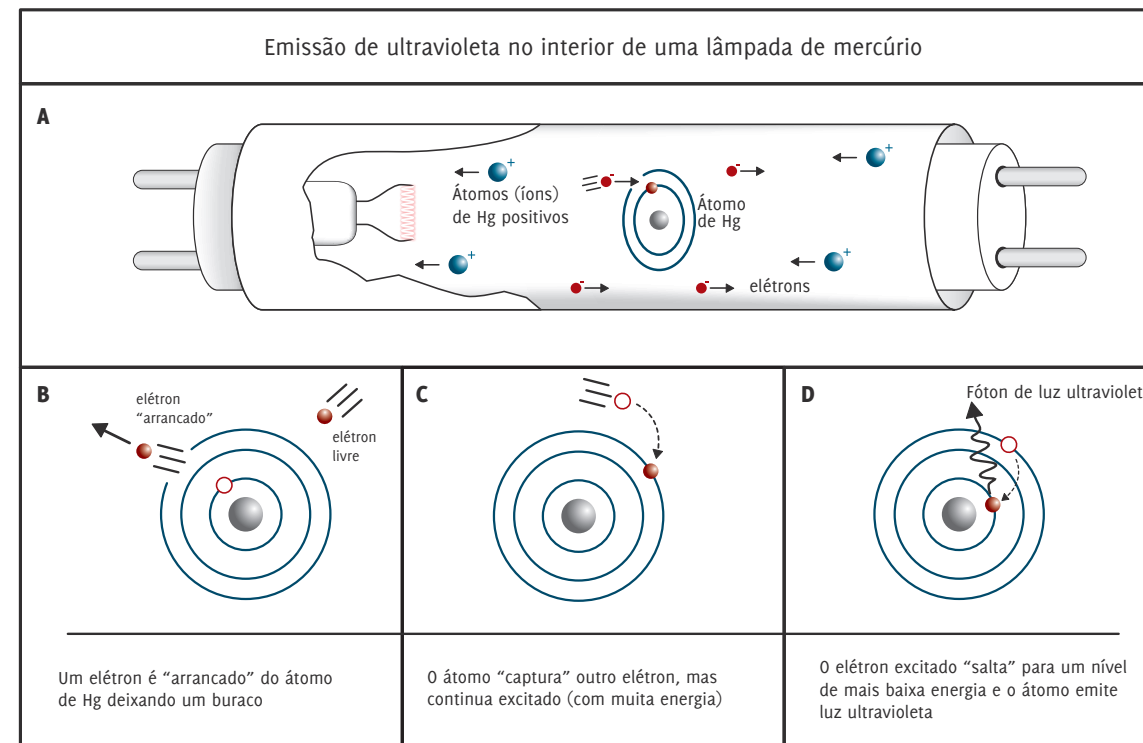 Emissão de ultravioleta no interior de uma lâmpada de mercúrio
A
+
+
-
-
Átomos (íons)
de Hg positivos
Átomo
de Hg
+
+
-
-
elétrons
B
elétron
“arrancado”
elétron
livre
Um elétron é “arrancado” do átomo
de Hg deixando um buraco
C
O átomo “captura” outro elétron, mas
continua excitado (com muita energia)
D
Fóton de luz ultraviolet
O elétron excitado “salta” para um nível
de mais baixa energia e o átomo emite
luz ultravioleta